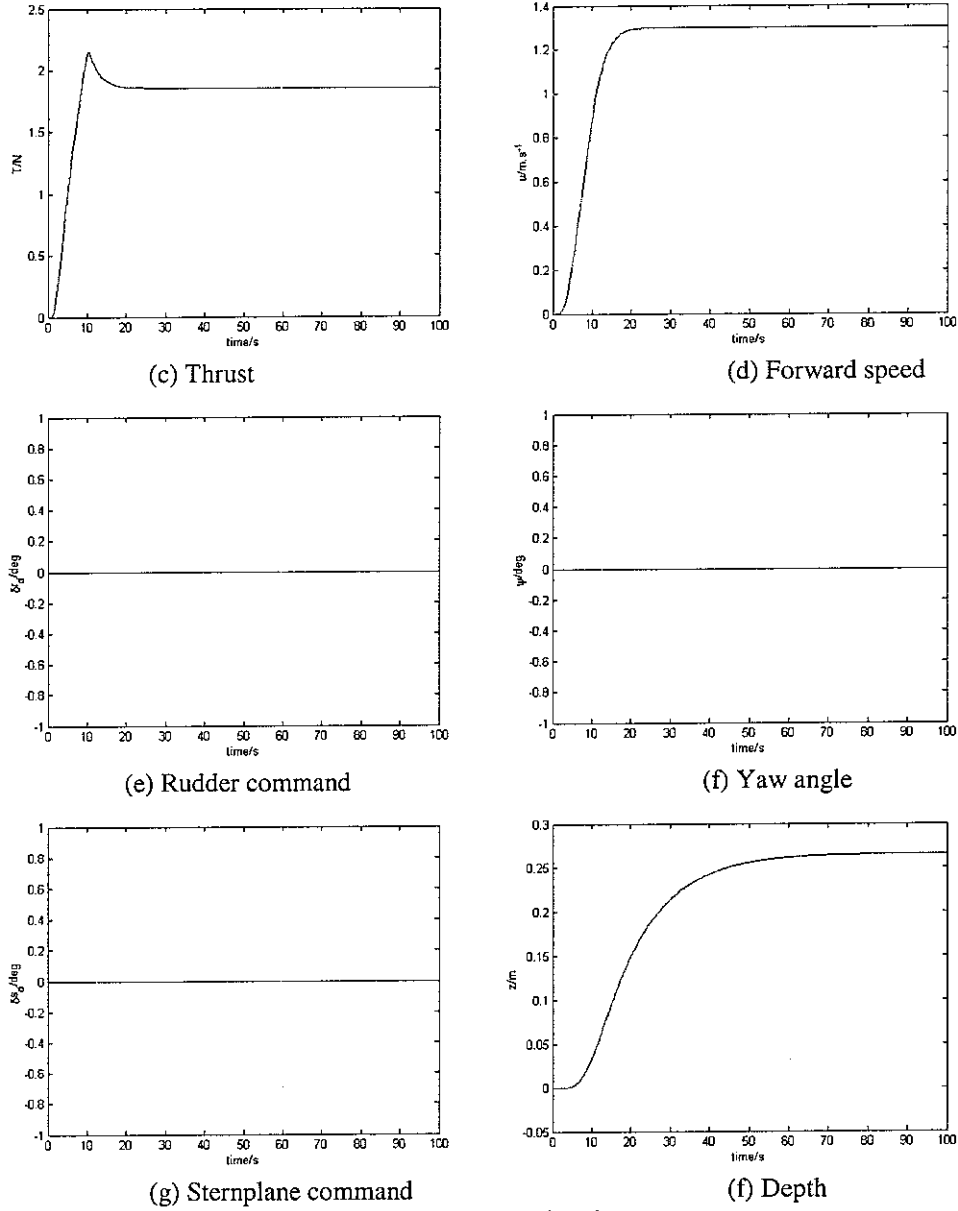 2.5
2
1.5
1
0.5
0
T/N
0 10 20 30 40 50 60 70 80 90 100
time/s
(c) Thrust
1.4
1.2
1
0.8
0.6
0.4
0.2
0
u/m.s⁻¹
0 10 20 30 40 50 60 70 80 90 100
time/s
(d) Forward speed
1
0.8
0.6
0.4
0.2
0
-0.2
-0.4
-0.6
-0.8
-1
δr_d/deg
0 10 20 30 40 50 60 70 80 90 100
time/s
(e) Rudder command
1
0.8
0.6
0.4
0.2
0
-0.2
-0.4
-0.6
-0.8
-1
ψ/deg
0 10 20 30 40 50 60 70 80 90 100
time/s
(f) Yaw angle
1
0.8
0.6
0.4
0.2
0
-0.2
-0.4
-0.6
-0.8
-1
δs_d/deg
0 10 20 30 40 50 60 70 80 90 100
time/s
(g) Sternplane command
0.3
0.25
0.2
0.15
0.1
0.05
0
-0.05
z/m
0 10 20 30 40 50 60 70 80 90 100
time/s
(f) Depth